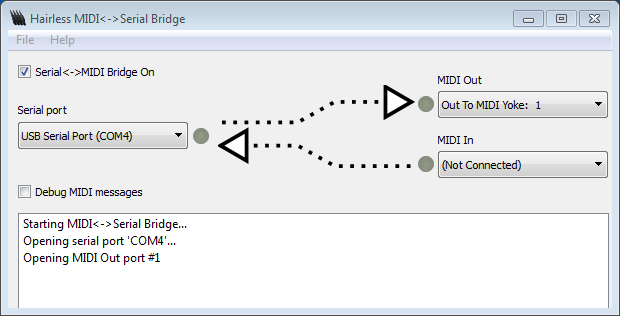 Hairless MIDI<->Serial Bridge
File Help
Serial<->MIDI Bridge On
MIDI Out
Out To MIDI Yoke: 1
Serial port
USB Serial Port (COM4)
MIDI In
(Not Connected)
Debug MIDI messages
Starting MIDI<->Serial Bridge...
Opening serial port 'COM4'...
Opening MIDI Out port #1